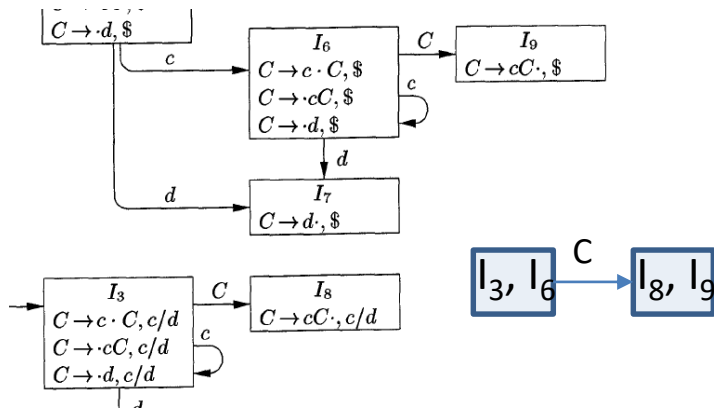 C → ·d, $
c
I₆
C → c · C, $
C → ·cC, $
C → ·d, $
C
c
I₉
C → cC·, $
d
d
I₇
C → d·, $
C
I₃, I₆
I₈, I₉
I₃
C → c · C, c/d
C → ·cC, c/d
C → ·d, c/d
C
c
I₈
C → cC·, c/d
d